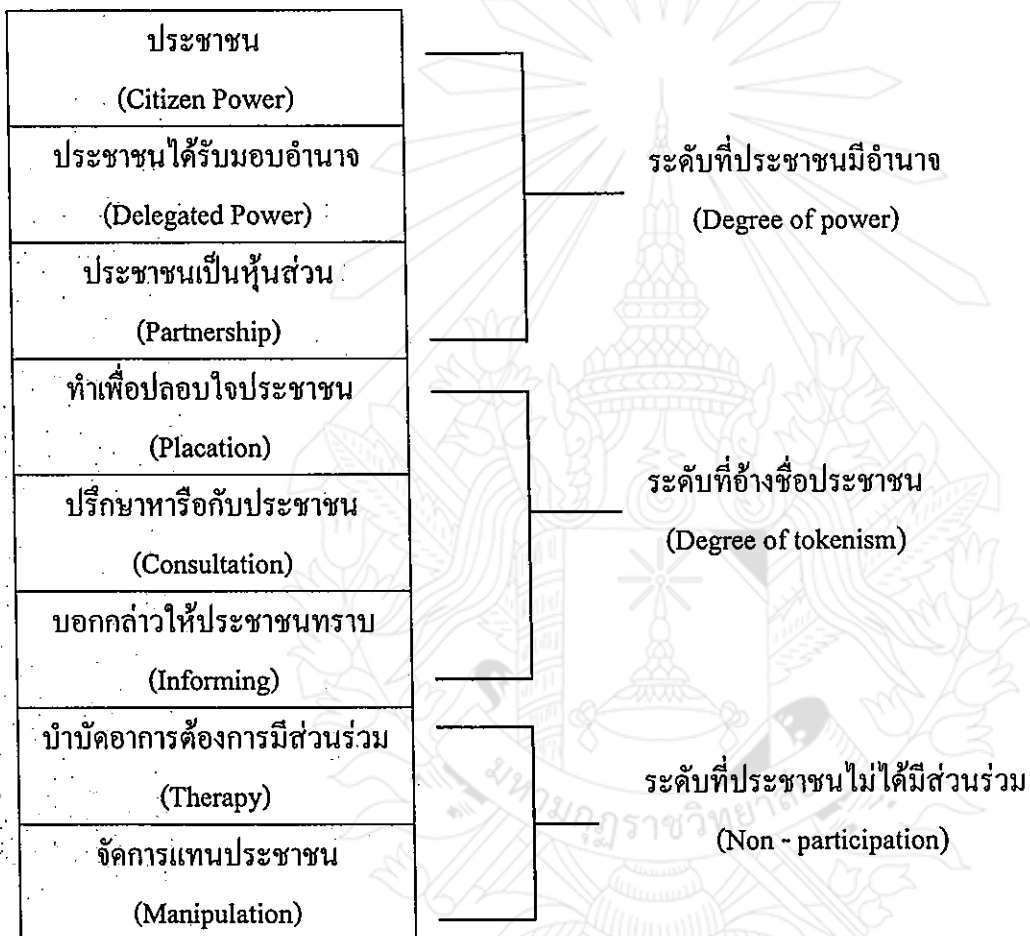 ประชาชน
(Citizen Power)
ประชาชนได้รับมอบอำนาจ
(Delegated Power)
ประชาชนเป็นหุ้นส่วน
(Partnership)
ระดับที่ประชาชนมีอำนาจ
(Degree of power)
ทำเพื่อปลอบใจประชาชน
(Placation)
ปรึกษาหารือกับประชาชน
(Consultation)
บอกกล่าวให้ประชาชนทราบ
(Informing)
ระดับที่อ้างชื่อประชาชน
(Degree of tokenism)
บำบัดอาการต้องการมีส่วนร่วม
(Therapy)
จัดการแทนประชาชน
(Manipulation)
ระดับที่ประชาชนไม่ได้มีส่วนร่วม
(Non - participation)